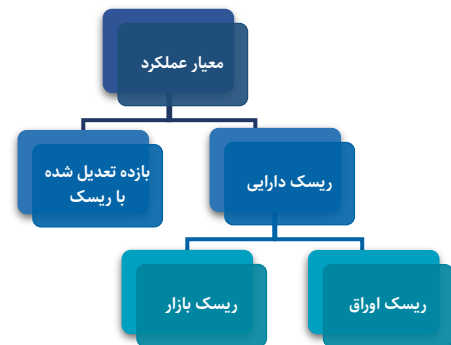 معیار عملکرد
ریسک دارایی
بازده تعدیل شده
با ریسک
ریسک اوراق
ریسک بازار